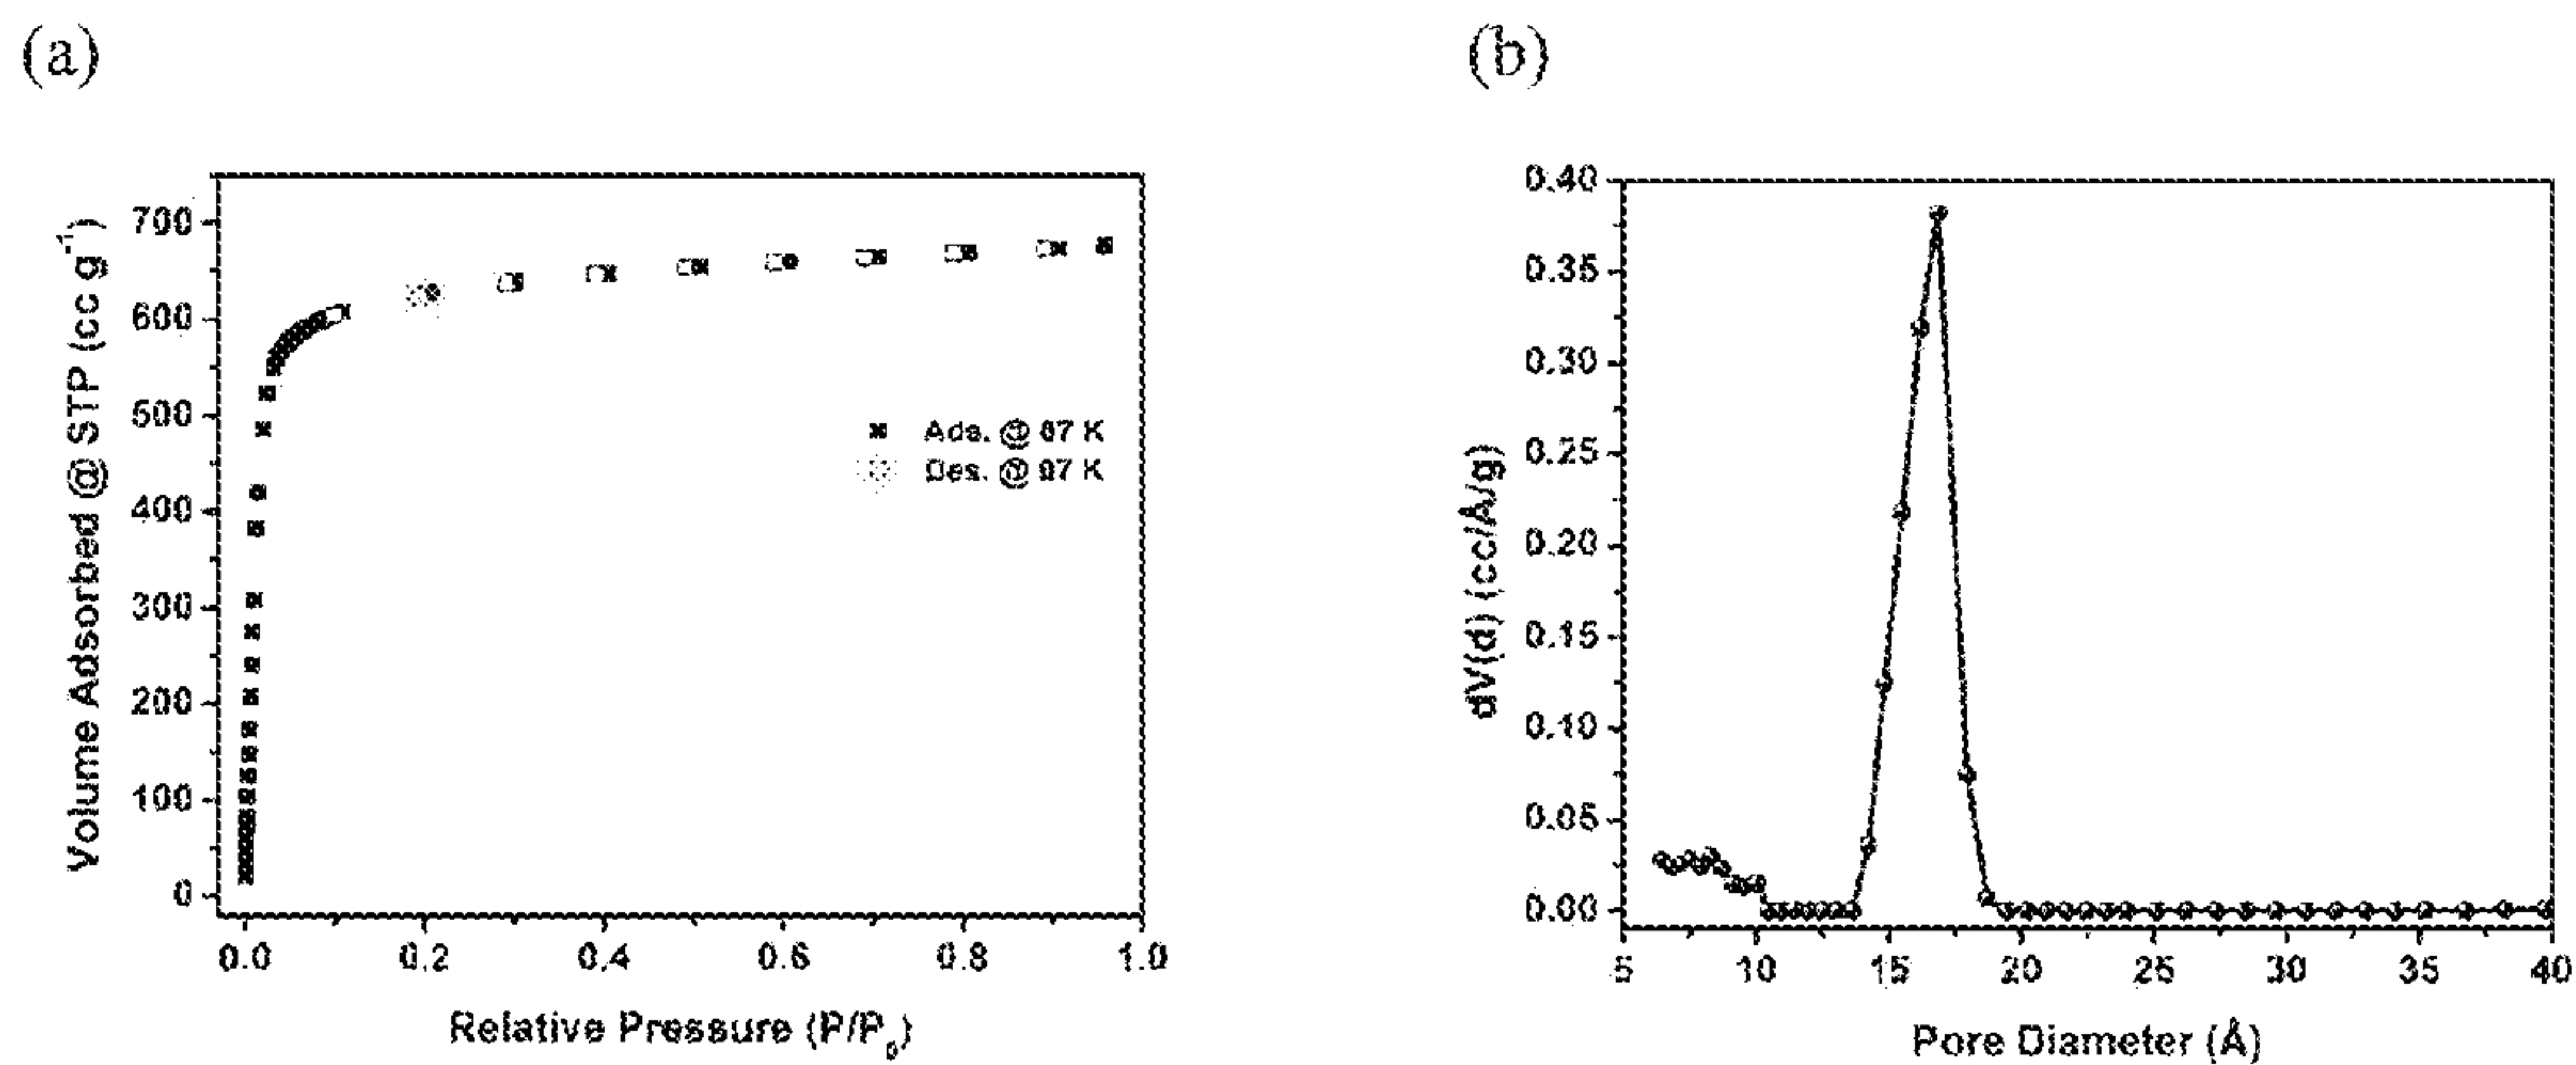 (a)
(b)
Volume Adsorbed @ STP (cc g⁻¹)
700
600
500
400
300
200
100
0
Ads. @ 87 K
Des. @ 87 K
0.0 0.2 0.4 0.6 0.8 1.0
Relative Pressure (P/P₀)
dV(d) (cc/Å/g)
0.40
0.35
0.30
0.25
0.20
0.15
0.10
0.05
0.00
5 10 15 20 25 30 35 40
Pore Diameter (Å)